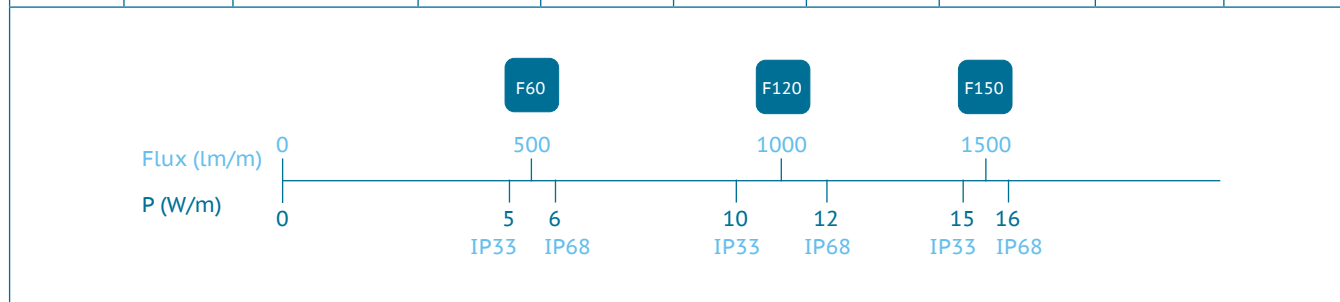 F60 F120 F150
0 500 1000 1500
Flux (lm/m)
P (W/m)
0 5 6 10 12 15 16
IP33 IP68 IP33 IP68 IP33 IP68